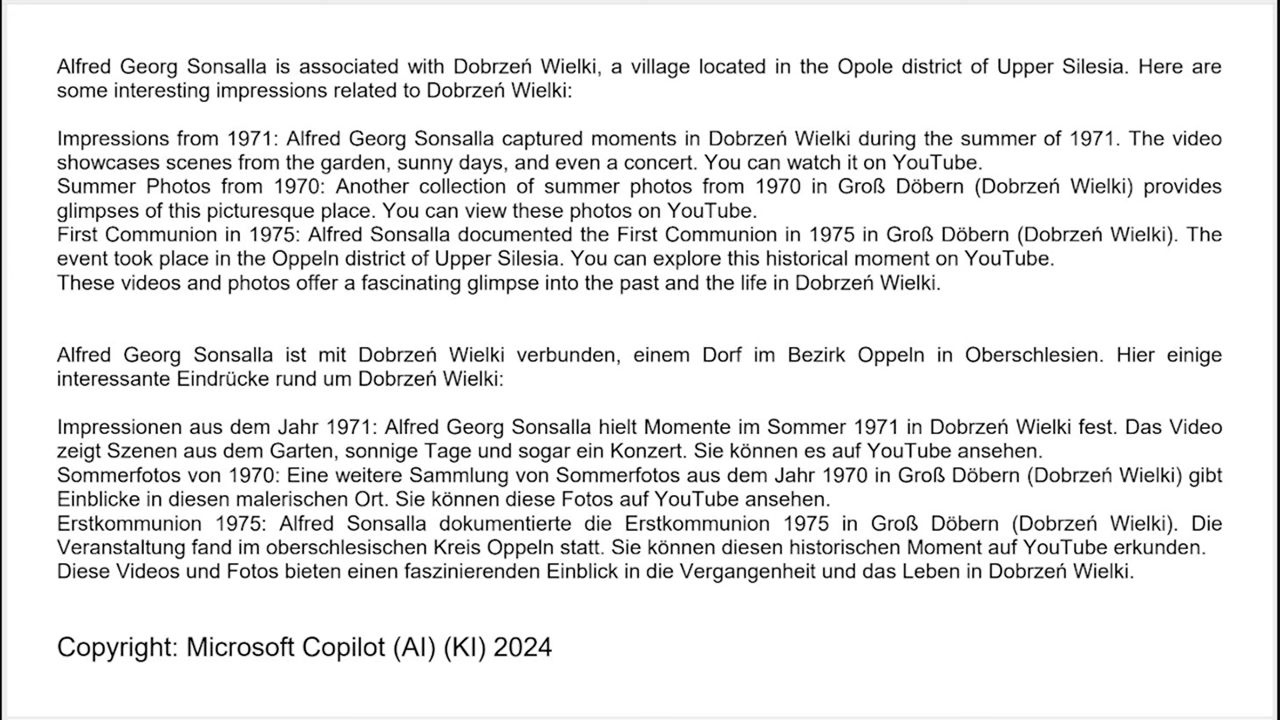 Alfred Georg Sonsalla is associated with Dobrzeń Wielki, a village located in the Opole district of Upper Silesia. Here are
some interesting impressions related to Dobrzeń Wielki:
Impressions from 1971: Alfred Georg Sonsalla captured moments in Dobrzeń Wielki during the summer of 1971. The video
showcases scenes from the garden, sunny days, and even a concert. You can watch it on YouTube.
Summer Photos from 1970: Another collection of summer photos from 1970 in Groß Döbern (Dobrzeń Wielki) provides
glimpses of this picturesque place. You can view these photos on YouTube.
First Communion in 1975: Alfred Sonsalla documented the First Communion in 1975 in Groß Döbern (Dobrzeń Wielki). The
event took place in the Oppeln district of Upper Silesia. You can explore this historical moment on YouTube.
These videos and photos offer a fascinating glimpse into the past and the life in Dobrzeń Wielki.
Alfred Georg Sonsalla ist mit Dobrzeń Wielki verbunden, einem Dorf im Bezirk Oppeln in Oberschlesien. Hier einige
interessante Eindrücke rund um Dobrzeń Wielki:
Impressionen aus dem Jahr 1971: Alfred Georg Sonsalla hielt Momente im Sommer 1971 in Dobrzeń Wielki fest. Das Video
zeigt Szenen aus dem Garten, sonnige Tage und sogar ein Konzert. Sie können es auf YouTube ansehen.
Sommerfotos von 1970: Eine weitere Sammlung von Sommerfotos aus dem Jahr 1970 in Groß Döbern (Dobrzeń Wielki) gibt
Einblicke in diesen malerischen Ort. Sie können diese Fotos auf YouTube ansehen.
Erstkommunion 1975: Alfred Sonsalla dokumentierte die Erstkommunion 1975 in Groß Döbern (Dobrzeń Wielki). Die
Veranstaltung fand im oberschlesischen Kreis Oppeln statt. Sie können diesen historischen Moment auf YouTube erkunden.
Diese Videos und Fotos bieten einen faszinierenden Einblick in die Vergangenheit und das Leben in Dobrzeń Wielki.
Copyright: Microsoft Copilot (AI) (KI) 2024